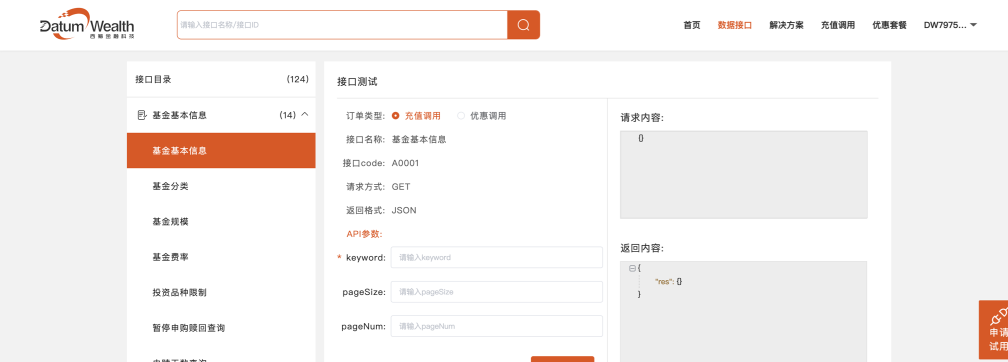 Datum Wealth
西筹金融科技
请输入接口名称/接口ID
首页
数据接口
解决方案
充值调用
优惠套餐
DW7975...
接口目录
(124)
基金基本信息
(14)
基金基本信息
基金分类
基金规模
基金费率
投资品种限制
暂停申购赎回查询
接口测试
订单类型: 充值调用 优惠调用
接口名称: 基金基本信息
接口code: A0001
请求方式: GET
返回格式: JSON
API参数:
* keyword: 请输入keyword
pageSize: 请输入pageSize
pageNum: 请输入pageNum
请求内容:
{}
返回内容:
{
"res": {}
}
申请
试用